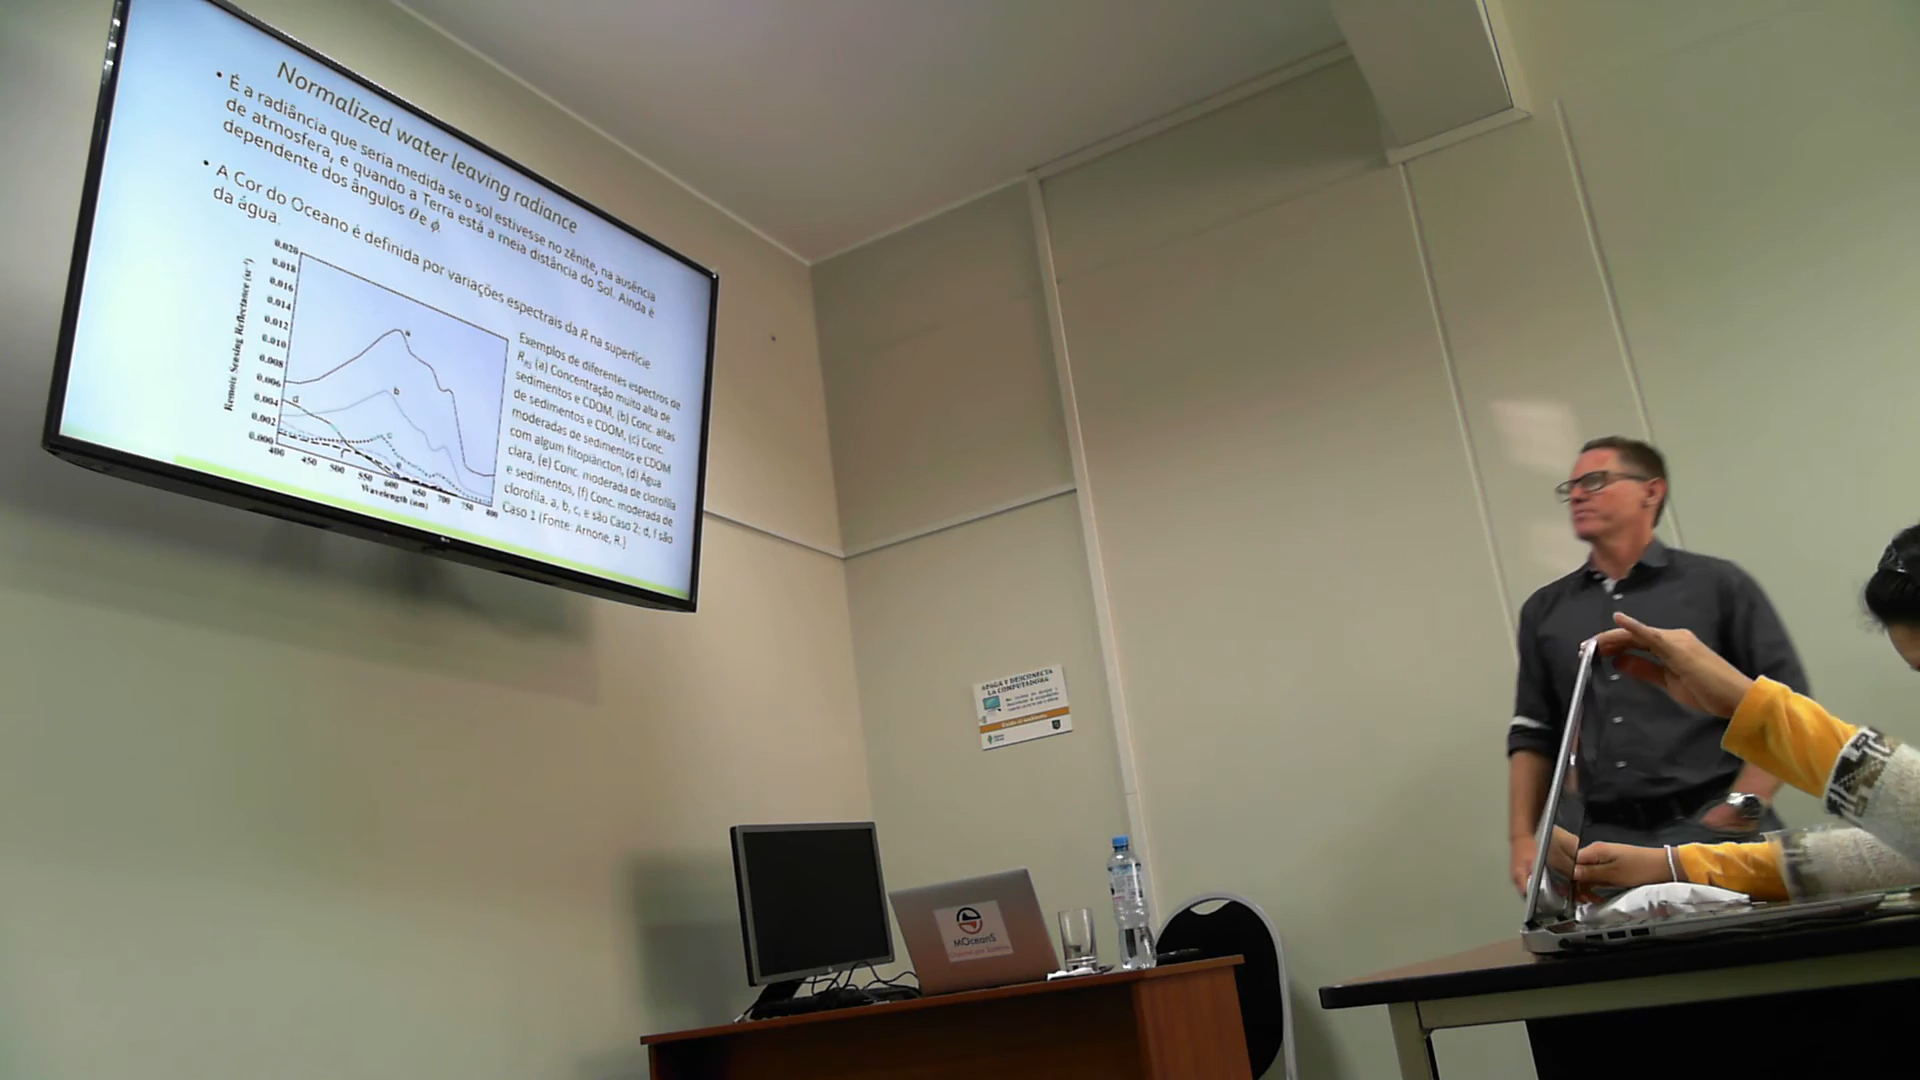 Normalized water leaving radiance
• É a radiância que seria medida se o sol estivesse no zênite, na ausência
de atmosfera, e quando a Terra está a meia distância do Sol. Ainda é
dependente dos ângulos θ e ϕ.
• A Cor do Oceano é definida por variações espectrais da R na superfície
da água.
Remote Sensing Reflectance (sr⁻¹)
0.020
0.018
0.016
0.014
0.012
0.010
0.008
0.006
0.004
0.002
0.000
a
b
c
d
e
f
400 450 500 550 600 650 700 750 800
Wavelength (nm)
Exemplos de diferentes espectros de
RRS (a) Concentração muito alta de
sedimentos e CDOM, (b) Conc. altas
de sedimentos e CDOM, (c) Conc.
moderadas de sedimentos e CDOM
com algum fitoplâncton, (d) Água
clara, (e) Conc. moderada de clorofila
e sedimentos, (f) Conc. moderada de
clorofila. a, b, c, e são Caso 2; d, f são
Caso 1 (Fonte: Arnone, R.)
LG
APAGA Y DESCONECTA
LA COMPUTADORA
MOceanS